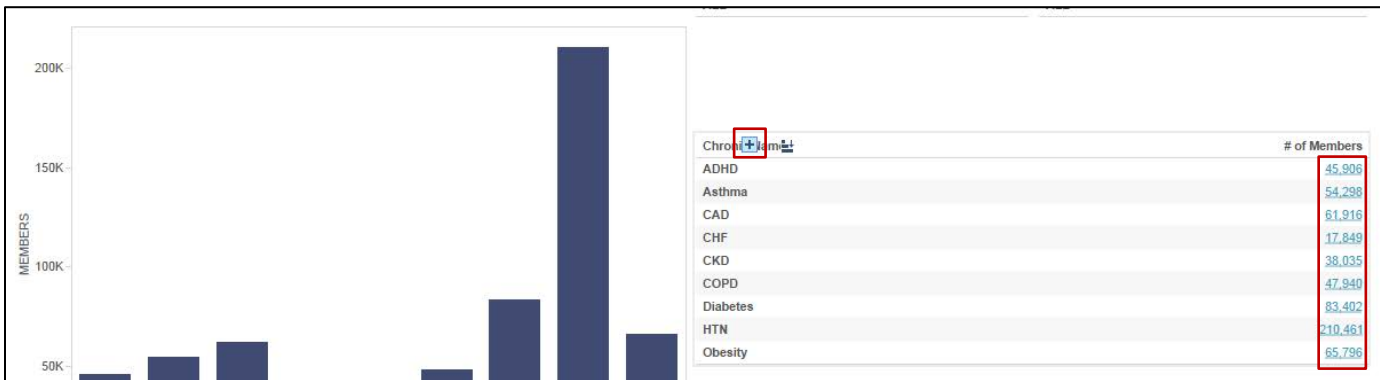 200K
150K
MEMBERS
100K
50K
# of Members
ADHD 45,906
Asthma 54,298
CAD 61,916
CHF 17,849
CKD 38,035
COPD 47,940
Diabetes 83,402
HTN 210,461
Obesity 65,796